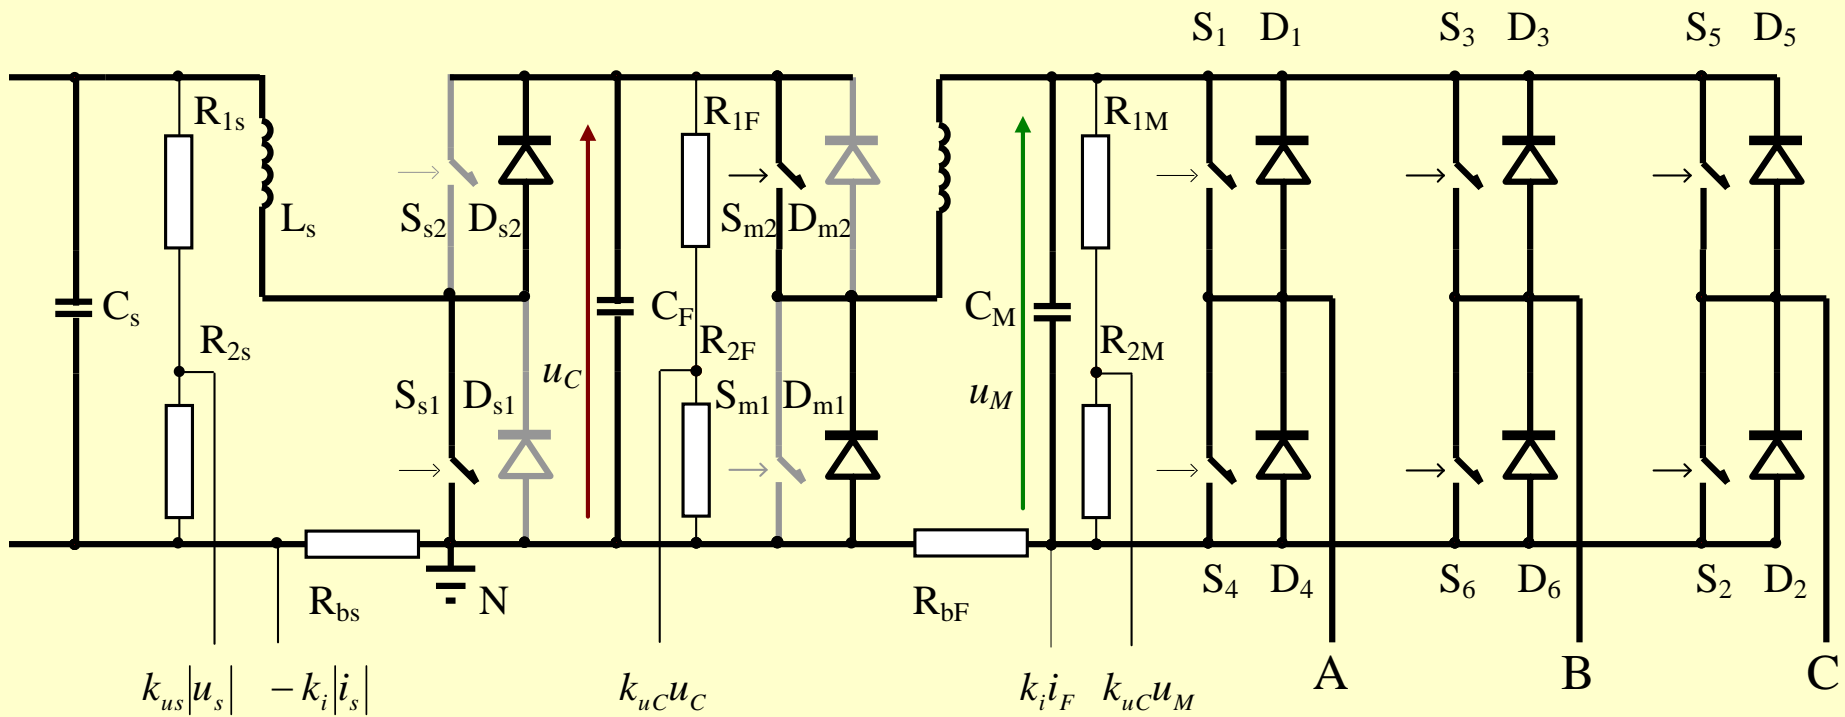 S1 D1 S3 D3 S5 D5
R1s R1F R1M
Ls Ss2 Ds2 Sm2 Dm2
Cs CF CM
R2s R2F R2M
uC uM
Ss1 Ds1 Sm1 Dm1
S4 D4 S6 D6 S2 D2
Rbs N RbF
A B C
kus|us| −ki|is| kuCuC kiiF kuCuM